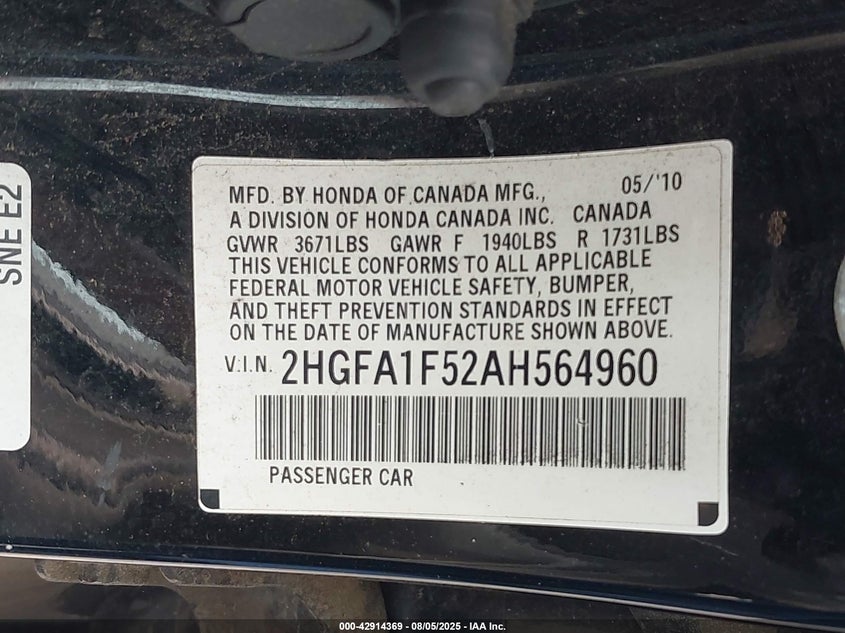 SNE E2
MFD. BY HONDA OF CANADA MFG., 05/'10
A DIVISION OF HONDA CANADA INC. CANADA
GVWR 3671LBS GAWR F 1940LBS R 1731LBS
THIS VEHICLE CONFORMS TO ALL APPLICABLE
FEDERAL MOTOR VEHICLE SAFETY, BUMPER,
AND THEFT PREVENTION STANDARDS IN EFFECT
ON THE DATE OF MANUFACTURE SHOWN ABOVE.
V.I.N. 2HGFA1F52AH564960
PASSENGER CAR
000-42914369 - 08/05/2025 - IAA Inc.